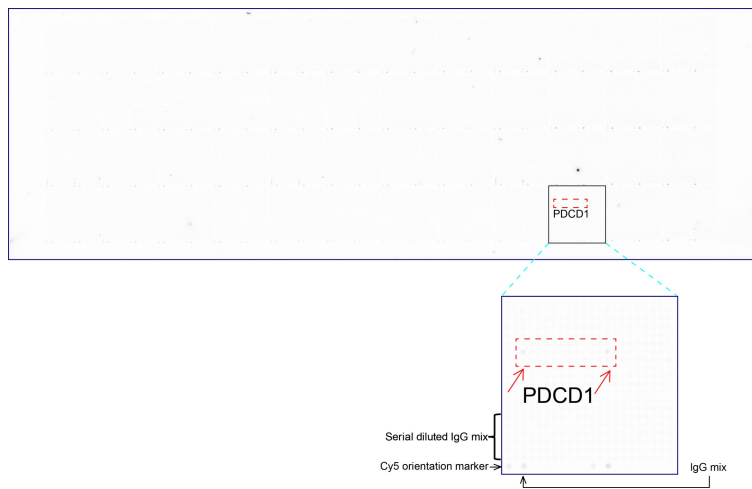 PDCD1
PDCD1
Serial diluted IgG mix
Cy5 orientation marker
IgG mix